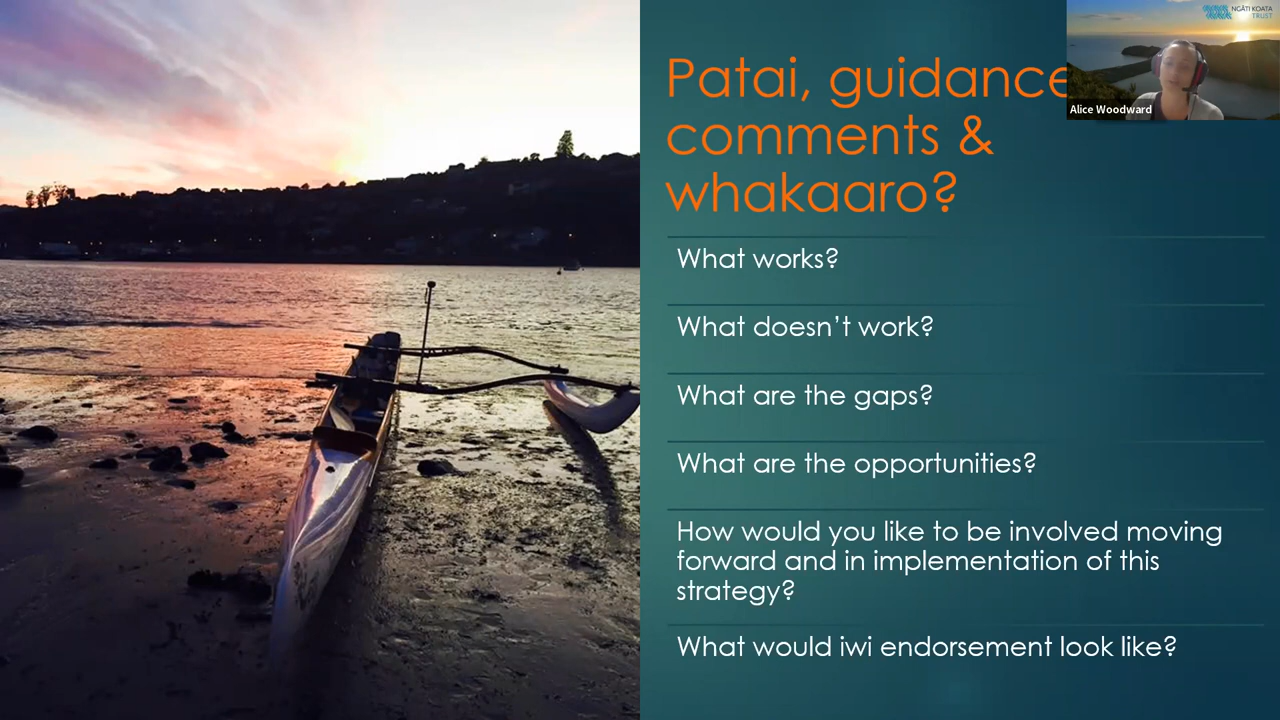 NGĀTI KOATA
TRUST
Alice Woodward
Patai, guidance
comments &
whakaaro?
What works?
What doesn’t work?
What are the gaps?
What are the opportunities?
How would you like to be involved moving
forward and in implementation of this
strategy?
What would iwi endorsement look like?